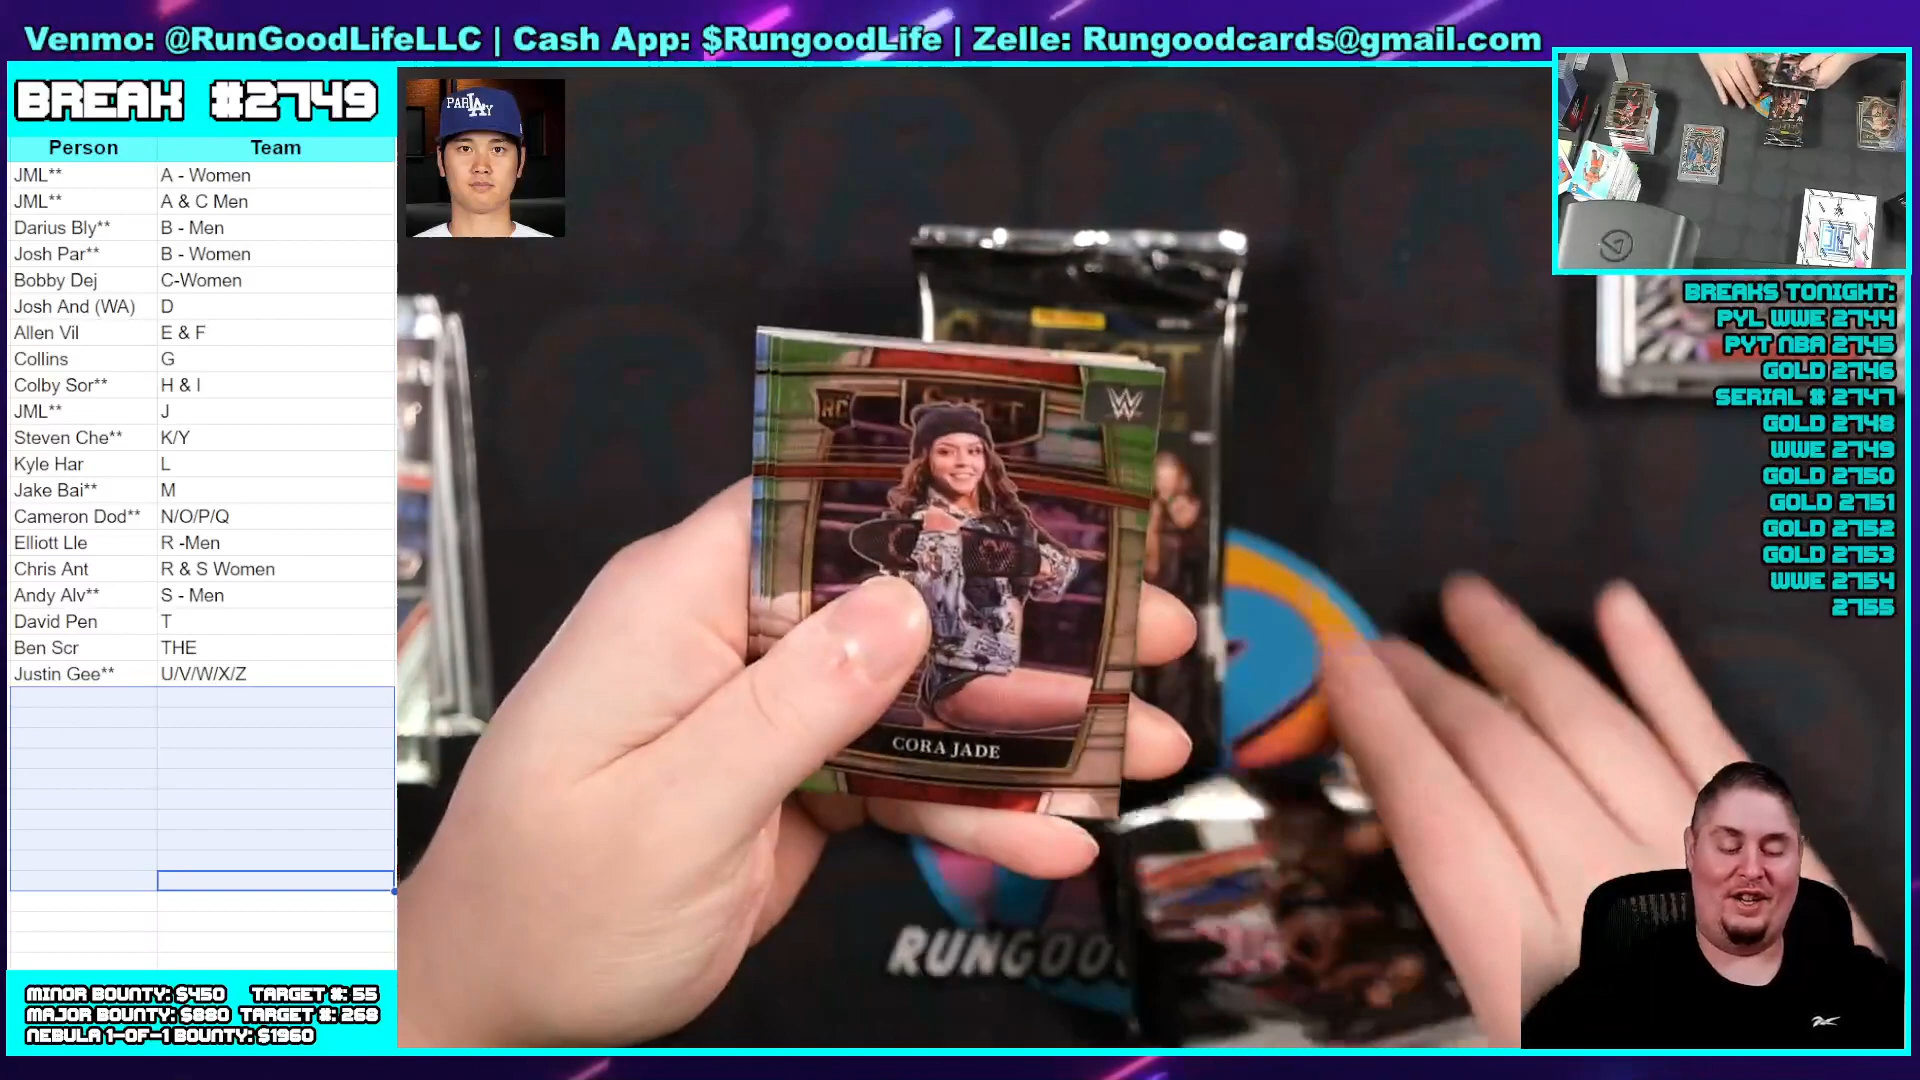 Venmo: @RunGoodLifeLLC | Cash App: $RungoodLife | Zelle: Rungoodcards@gmail.com
BREAK #2749
Person Team
JML** A - Women
JML** A & C Men
Darius Bly** B - Men
Josh Par** B - Women
Bobby Dej C-Women
Josh And (WA) D
Allen Vil E & F
Collins G
Colby Sor** H & I
JML** J
Steven Che** K/Y
Kyle Har L
Jake Bai** M
Cameron Dod** N/O/P/Q
Elliott Lle R -Men
Chris Ant R & S Women
Andy Alv** S - Men
David Pen T
Ben Scr THE
Justin Gee** U/V/W/X/Z
MINOR BOUNTY: $450 TARGET #: 55
MAJOR BOUNTY: $880 TARGET #: 268
NEBULA 1-OF-1 BOUNTY: $1960
PARLAY
RC
SELECT
W
CORA JADE
RUNGOO
BREAKS TONIGHT:
PYL WWE 2744
PYT NBA 2745
GOLD 2746
SERIAL # 2747
GOLD 2748
WWE 2749
GOLD 2750
GOLD 2751
GOLD 2752
GOLD 2753
WWE 2754
2755